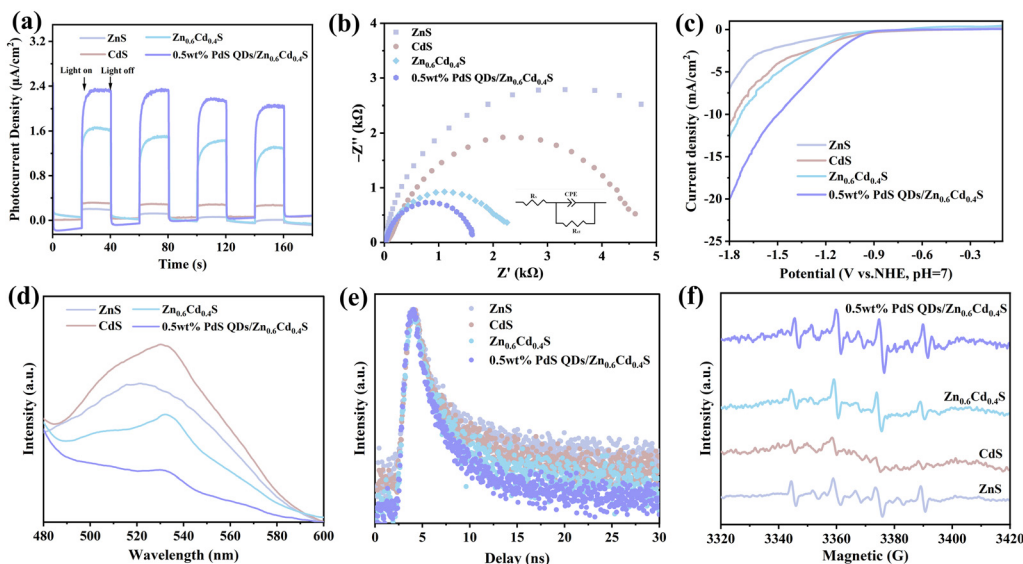 (a)
ZnS
CdS
Zn0.6Cd0.4S
0.5wt% PdS QDs/Zn0.6Cd0.4S
Light on
Light off
Photocurrent Density (μA/cm²)
3.2
2.4
1.6
0.8
0.0
0
40
80
120
160
Time (s)
(b)
ZnS
CdS
Zn0.6Cd0.4S
0.5wt% PdS QDs/Zn0.6Cd0.4S
−Z'' (kΩ)
4
3
2
1
0
CPE
0
1
2
3
4
5
Z' (kΩ)
(c)
Current density (mA/cm²)
0
-5
-10
-15
-20
-25
ZnS
CdS
Zn0.6Cd0.4S
0.5wt% PdS QDs/Zn0.6Cd0.4S
-1.8
-1.5
-1.2
-0.9
-0.6
-0.3
Potential (V vs.NHE, pH=7)
(d)
ZnS
CdS
Zn0.6Cd0.4S
0.5wt% PdS QDs/Zn0.6Cd0.4S
Intensity (a.u.)
480
500
520
540
560
580
600
Wavelength (nm)
(e)
ZnS
CdS
Zn0.6Cd0.4S
0.5wt% PdS QDs/Zn0.6Cd0.4S
Intensity (a.u.)
0
5
10
15
20
25
30
Delay (ns)
(f)
0.5wt% PdS QDs/Zn0.6Cd0.4S
Zn0.6Cd0.4S
CdS
ZnS
Intensity (a.u.)
3320
3340
3360
3380
3400
3420
Magnetic (G)